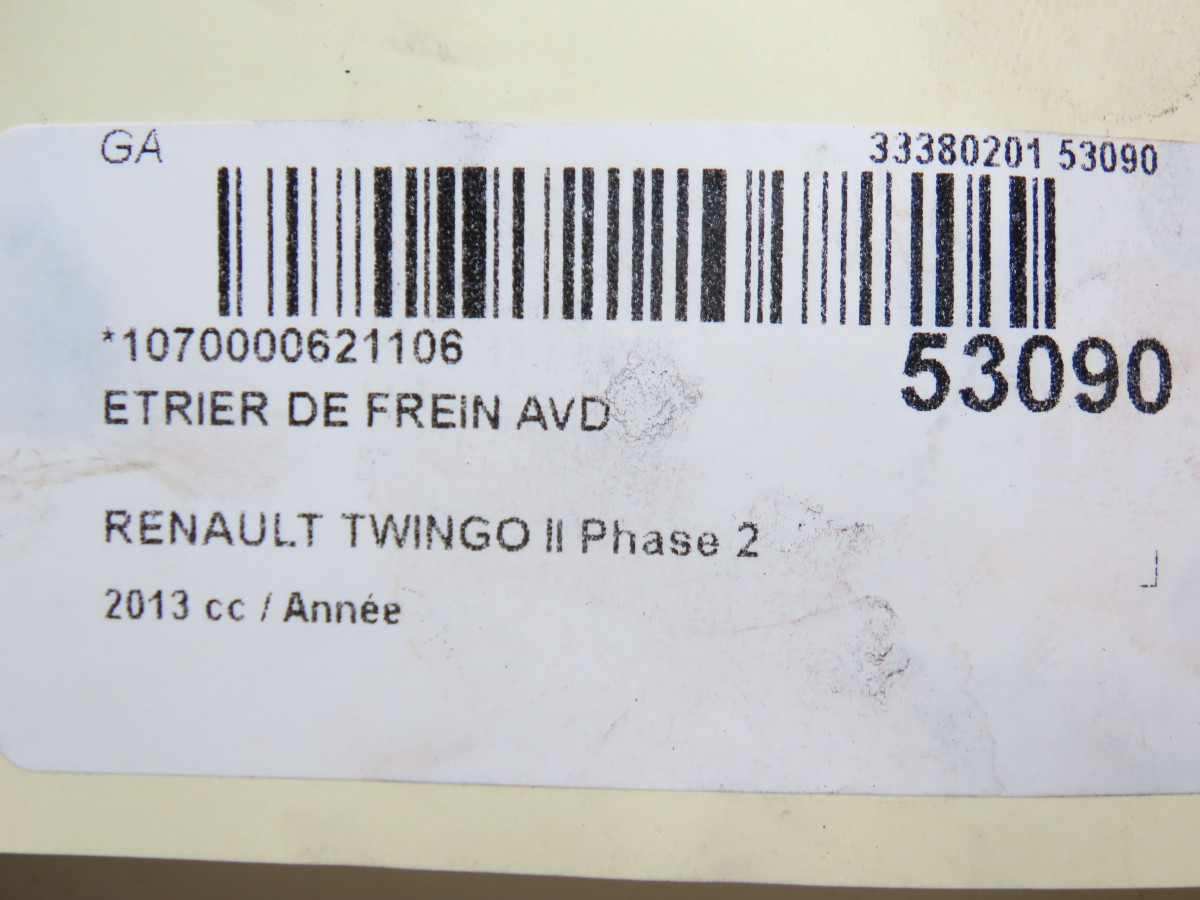 GA
33380201 53090
*1070000621106
53090
ETRIER DE FREIN AVD
RENAULT TWINGO II Phase 2
2013 cc / Année